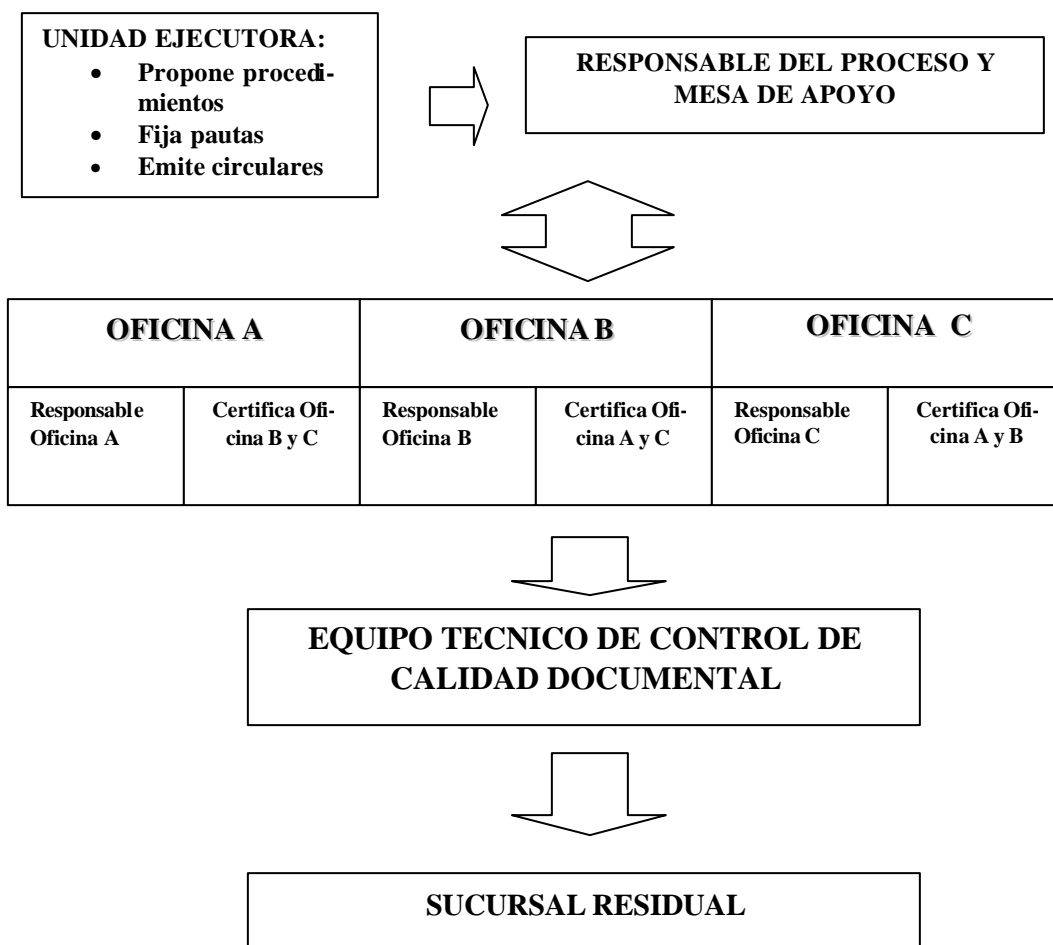 UNIDAD EJECUTORA:
• Propone procedi-
mientos
• Fija pautas
• Emite circulares
RESPONSABLE DEL PROCESO Y
MESA DE APOYO
OFICINA A
OFICINA B
OFICINA C
Responsable
Oficina A
Certifica Ofi-
cina B y C
Responsable
Oficina B
Certifica Ofi-
cina A y C
Responsable
Oficina C
Certifica Ofi-
cina A y B
EQUIPO TECNICO DE CONTROL DE
CALIDAD DOCUMENTAL
SUCURSAL RESIDUAL